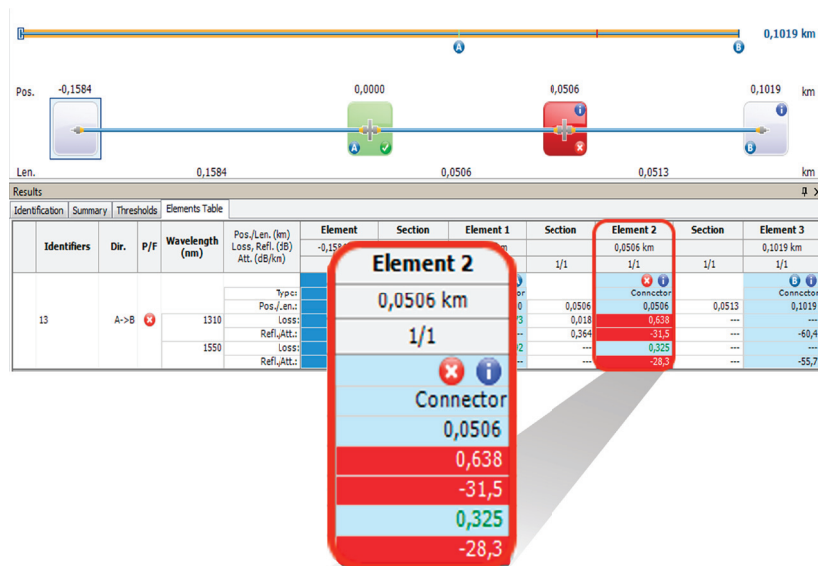 0,1019 km
A B
Pos. -0,1584 0,0000 0,0506 0,1019 km
i i
A B
Len. 0,1584 0,0506 0,0513 km
Results
Identification Summary Thresholds Elements Table
Identifiers Dir. P/F Wavelength (nm) Pos./Len. (km) Loss, Refl. (dB) Att. (dB/km) Element Section Element 1 Section Element 2 Section Element 3
0,0506 km 0,1019 km
1/1 1/1 1/1 1/1
i B i
Type: Connector Connector
Pos./Len.: 0,0506 0,0506 0,0513 0,1019
13 A->B 1310 Loss: 0,018 0,638 --- ---
Refl./Att.: 0,364 -31,5 --- -60,4
1550 Loss: --- 0,325 --- ---
Refl./Att.: --- -28,3 --- -55,7
Element 2
0,0506 km
1/1
i
Connector
0,0506
0,638
-31,5
0,325
-28,3